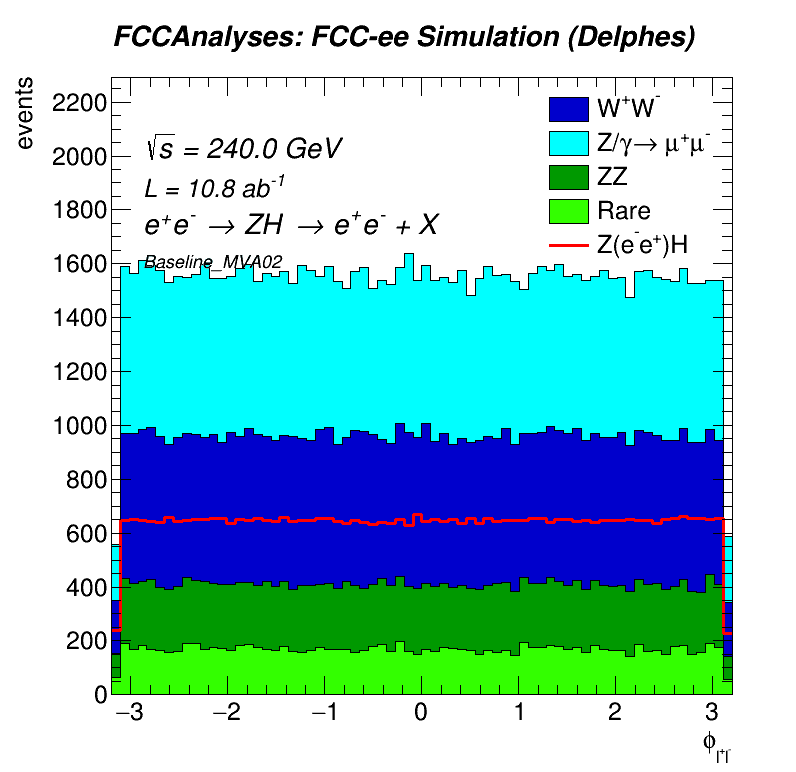 FCCAnalyses: FCC-ee Simulation (Delphes)
events
2200
2000
1800
1600
1400
1200
1000
800
600
400
200
0
√s = 240.0 GeV
L = 10.8 ab⁻¹
e⁺e⁻ → ZH → e⁺e⁻ + X
Baseline_MVA02
W⁺W⁻
Z/γ→ μ⁺μ⁻
ZZ
Rare
Z(e⁻e⁺)H
−3 −2 −1 0 1 2 3
ϕ_l⁺l⁻